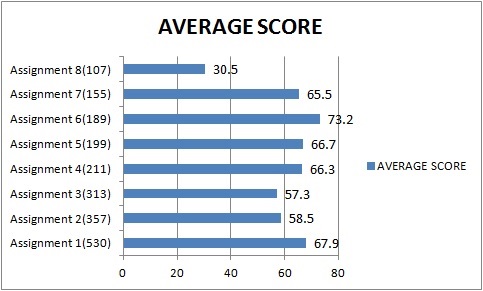 AVERAGE SCORE
Assignment 8(107) 30.5
Assignment 7(155) 65.5
Assignment 6(189) 73.2
Assignment 5(199) 66.7
Assignment 4(211) 66.3
Assignment 3(313) 57.3
Assignment 2(357) 58.5
Assignment 1(530) 67.9
0 20 40 60 80
AVERAGE SCORE